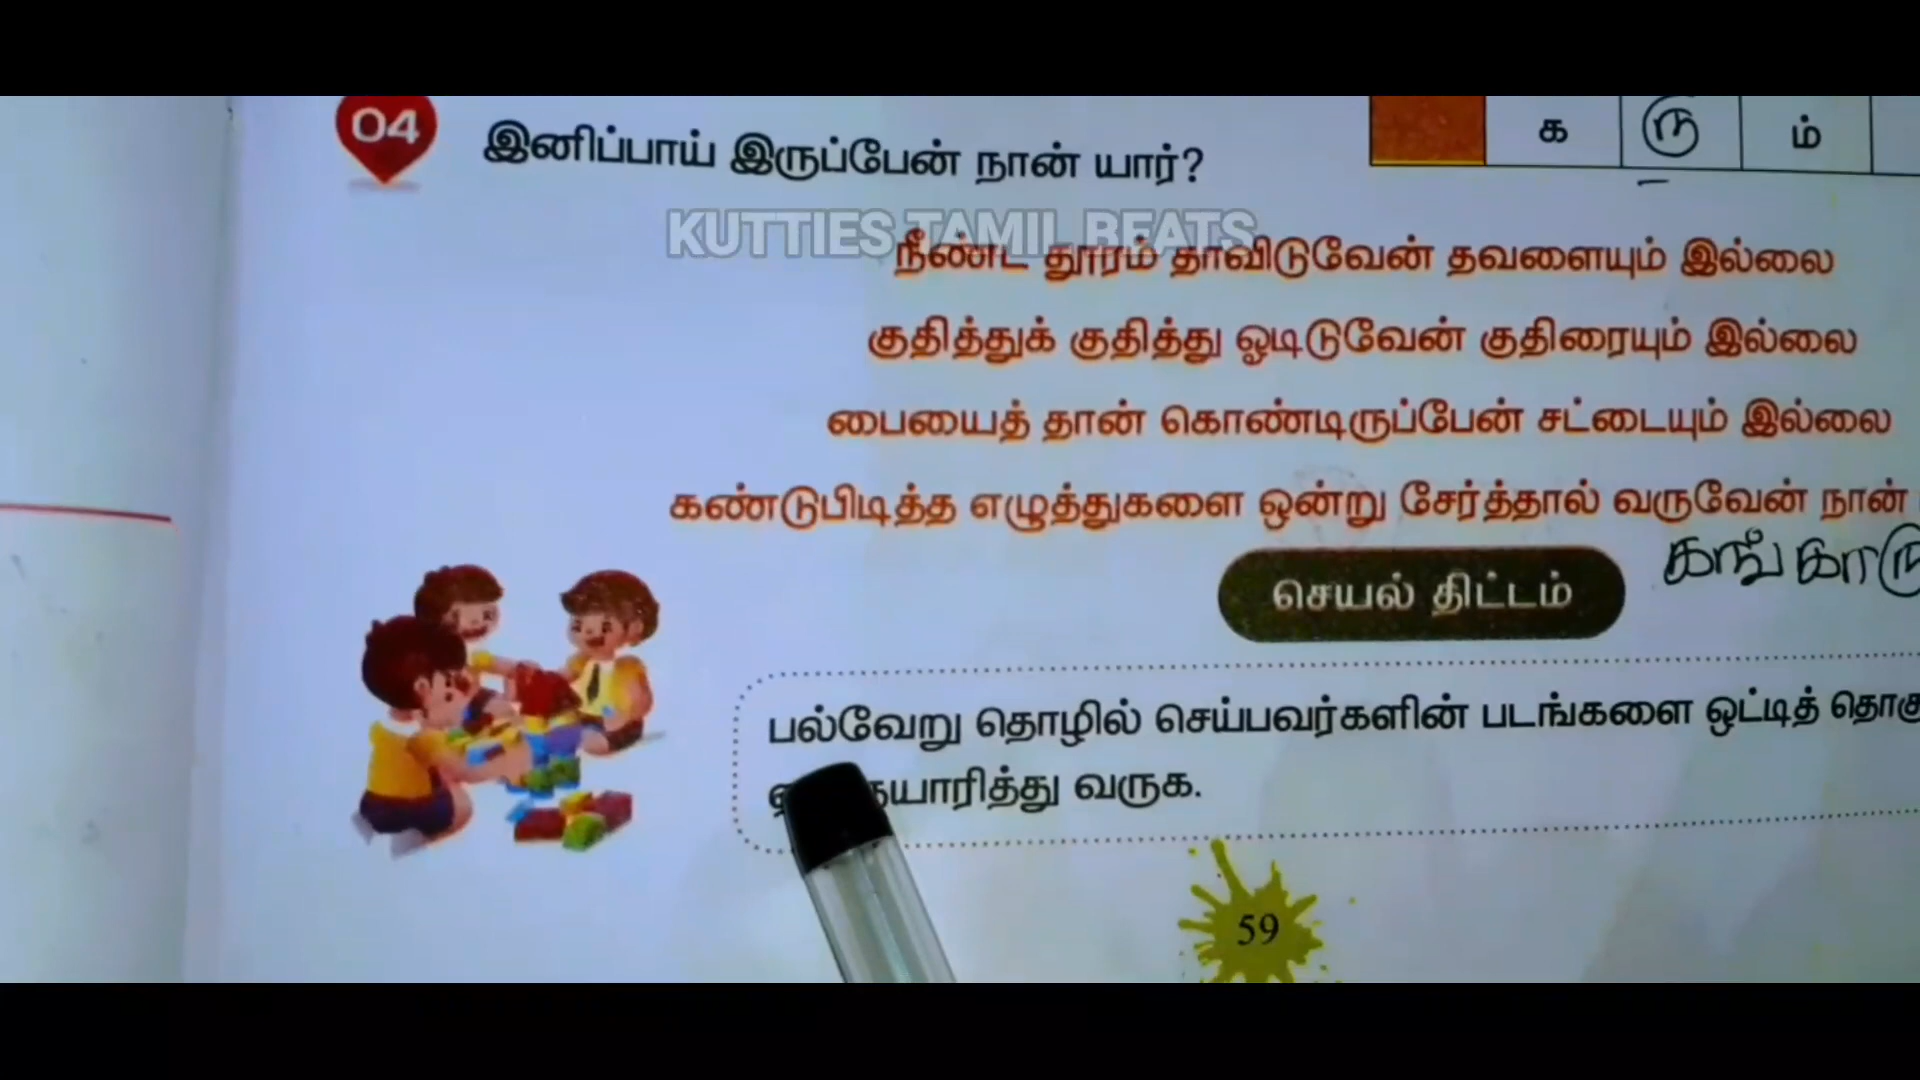 04 இனிப்பாய் இருப்பேன் நான் யார்?
க ரு ம்
KUTTIES TAMIL BEATS
நீண்ட தூரம் தாவிடுவேன் தவளையும் இல்லை
குதித்துக் குதித்து ஓடிடுவேன் குதிரையும் இல்லை
பையைத் தான் கொண்டிருப்பேன் சட்டையும் இல்லை
கண்டுபிடித்த எழுத்துகளை ஒன்று சேர்த்தால் வருவேன் நான்
கங்காரு
செயல் திட்டம்
பல்வேறு தொழில் செய்பவர்களின் படங்களை ஒட்டித்
வருக.
59